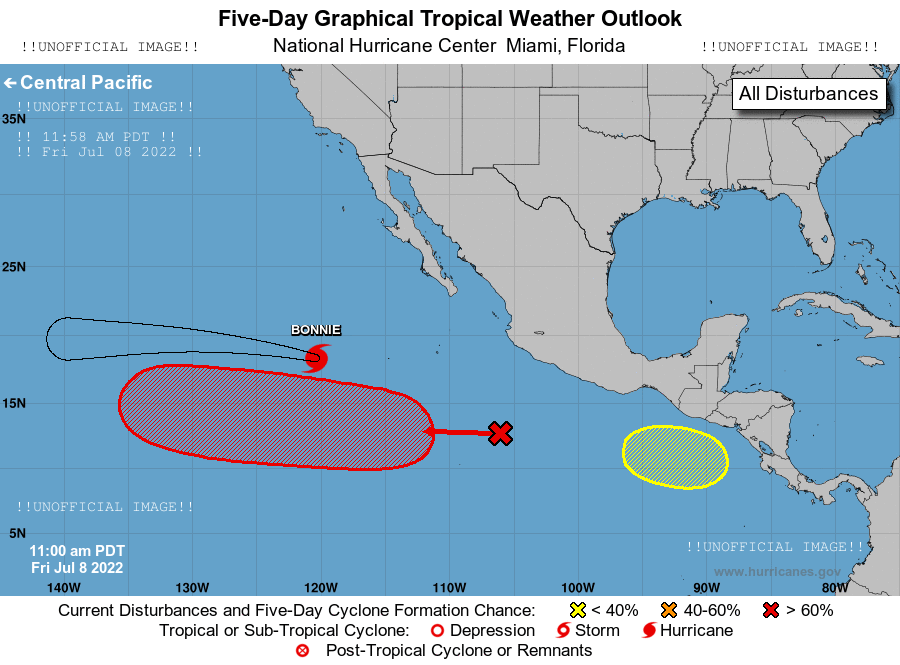 Five-Day Graphical Tropical Weather Outlook
!!UNOFFICIAL IMAGE!! National Hurricane Center Miami, Florida !!UNOFFICIAL IMAGE!!
←Central Pacific
All Disturbances
!!UNOFFICIAL IMAGE!!
35N
!! 11:58 AM PDT !!
!! Fri Jul 08 2022 !!
25N
BONNIE
15N
!!UNOFFICIAL IMAGE!!
5N
!!UNOFFICIAL IMAGE!!
11:00 am PDT
Fri Jul 8 2022
www.hurricanes.gov
140W 130W 120W 110W 100W 90W 80W
Current Disturbances and Five-Day Cyclone Formation Chance: < 40% 40-60% > 60%
Tropical or Sub-Tropical Cyclone: Depression Storm Hurricane
Post-Tropical Cyclone or Remnants